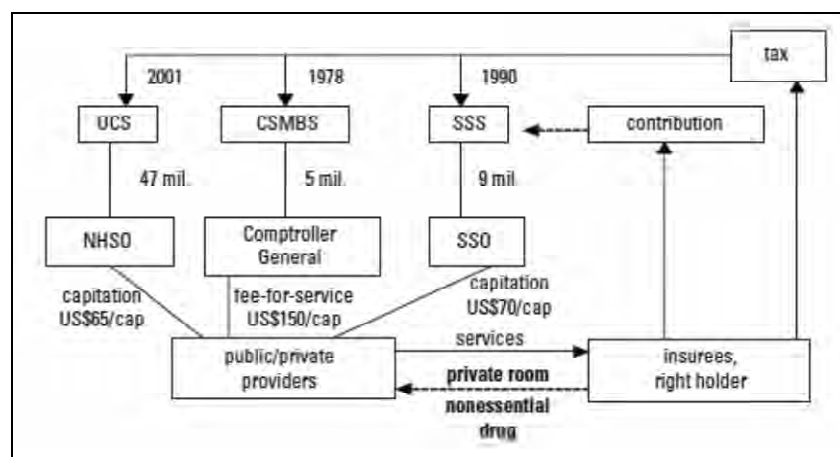 tax
2001
1978
1990
UCS
CSMBS
SSS
contribution
47 mil.
5 mil.
9 mil.
NHSO
Comptroller
General
SSO
capitation
US$65/cap
fee-for-service
US$150/cap
capitation
US$70/cap
services
public/private
providers
private room
nonessential
drug
insurees,
right holder